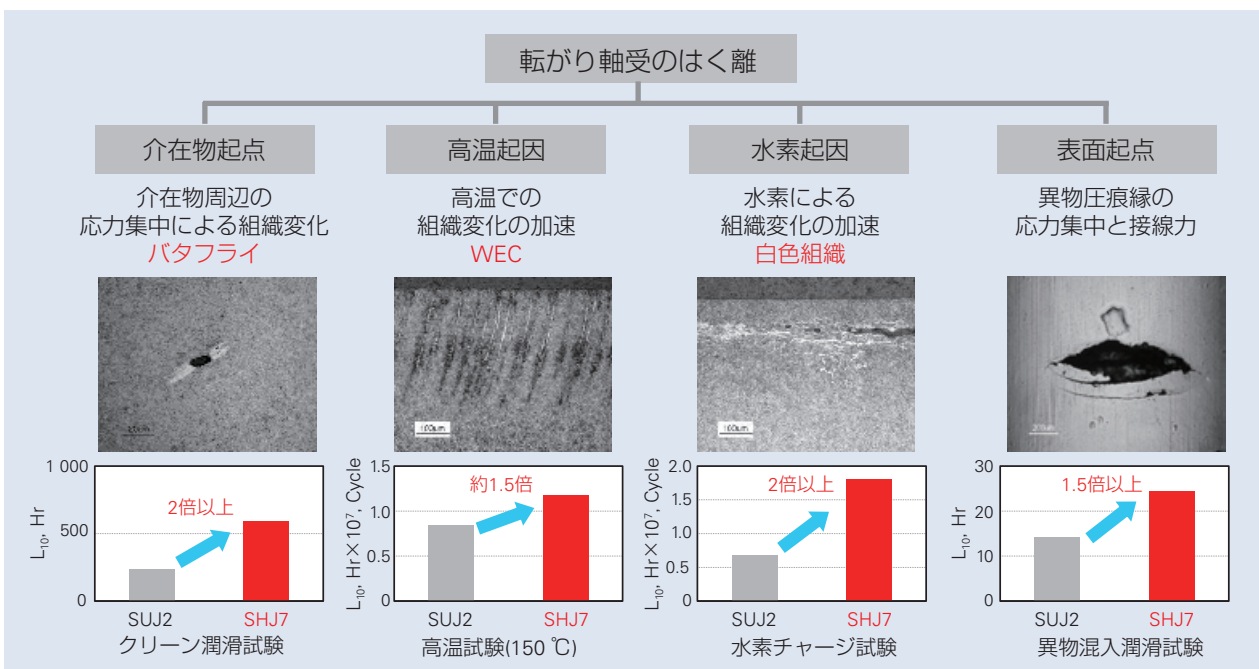 転がり軸受のはく離
介在物起点
介在物周辺の
応力集中による組織変化
バタフライ
高温起因
高温での
組織変化の加速
WEC
水素起因
水素による
組織変化の加速
白色組織
表面起点
異物圧痕縁の
応力集中と接線力
100μm
100μm
200μm
L₁₀, Hr
1 000
500
0
2倍以上
SUJ2
SHJ7
クリーン潤滑試験
L₁₀, Hr×10⁷, Cycle
1.5
1.0
0.5
0
約1.5倍
SUJ2
SHJ7
高温試験(150 ℃)
L₁₀, Hr×10⁷, Cycle
2.0
1.5
1.0
0.5
0
2倍以上
SUJ2
SHJ7
水素チャージ試験
L₁₀, Hr
30
20
10
0
1.5倍以上
SUJ2
SHJ7
異物混入潤滑試験